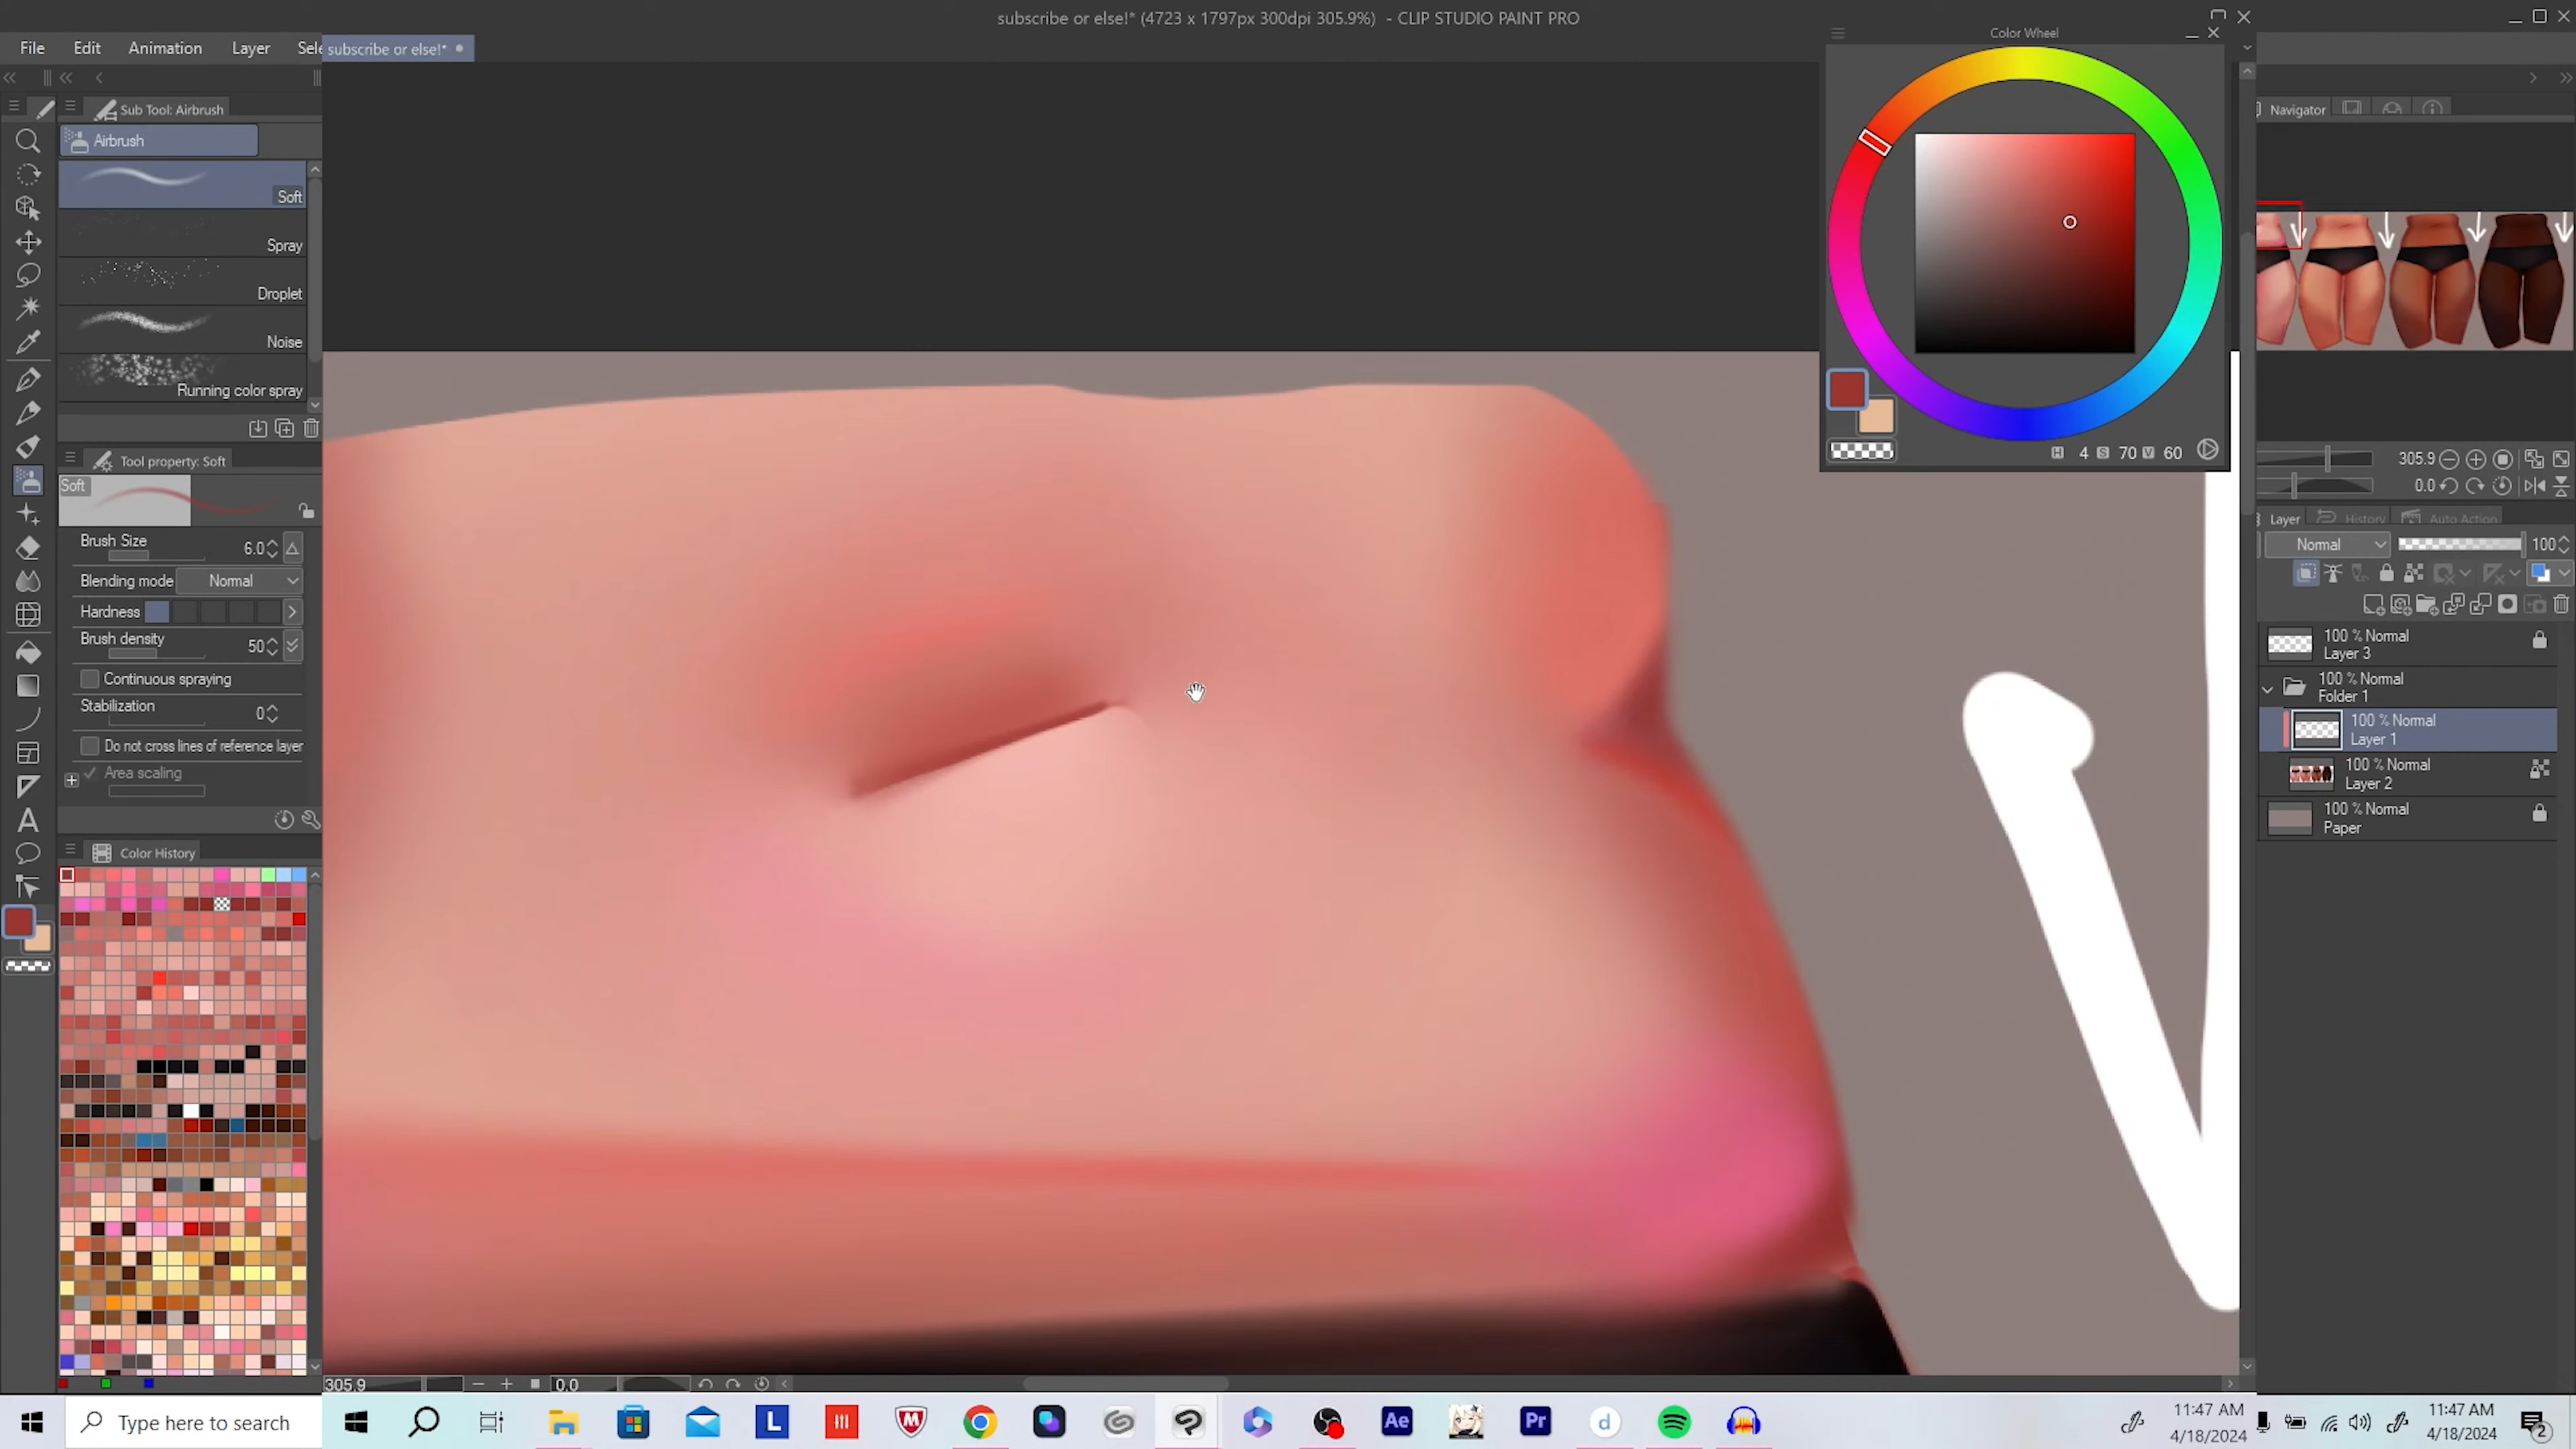 subscribe or else!* (4723 x 1797px 300dpi 305.9%) - CLIP STUDIO PAINT PRO
File Edit Animation Layer Sele
subscribe or else!*
Sub Tool: Airbrush
Airbrush
Soft
Spray
Droplet
Noise
Running color spray
Tool property: Soft
Soft
Brush Size 6.0
Blending mode Normal
Hardness
Brush density 50
Continuous spraying
Stabilization 0
Do not cross lines of reference layer
Area scaling
Color History
Color Wheel
H 4 S 70 V 60
Navigator
305.9
0.0
Layer History Auto Action
Normal 100
100 % Normal
Layer 3
100 % Normal
Folder 1
100 % Normal
Layer 1
100 % Normal
Layer 2
100 % Normal
Paper
305.9 0.0
Type here to search
L
Ae
Pr
d
11:47 AM
4/18/2024
11:47 AM
4/18/2024
2